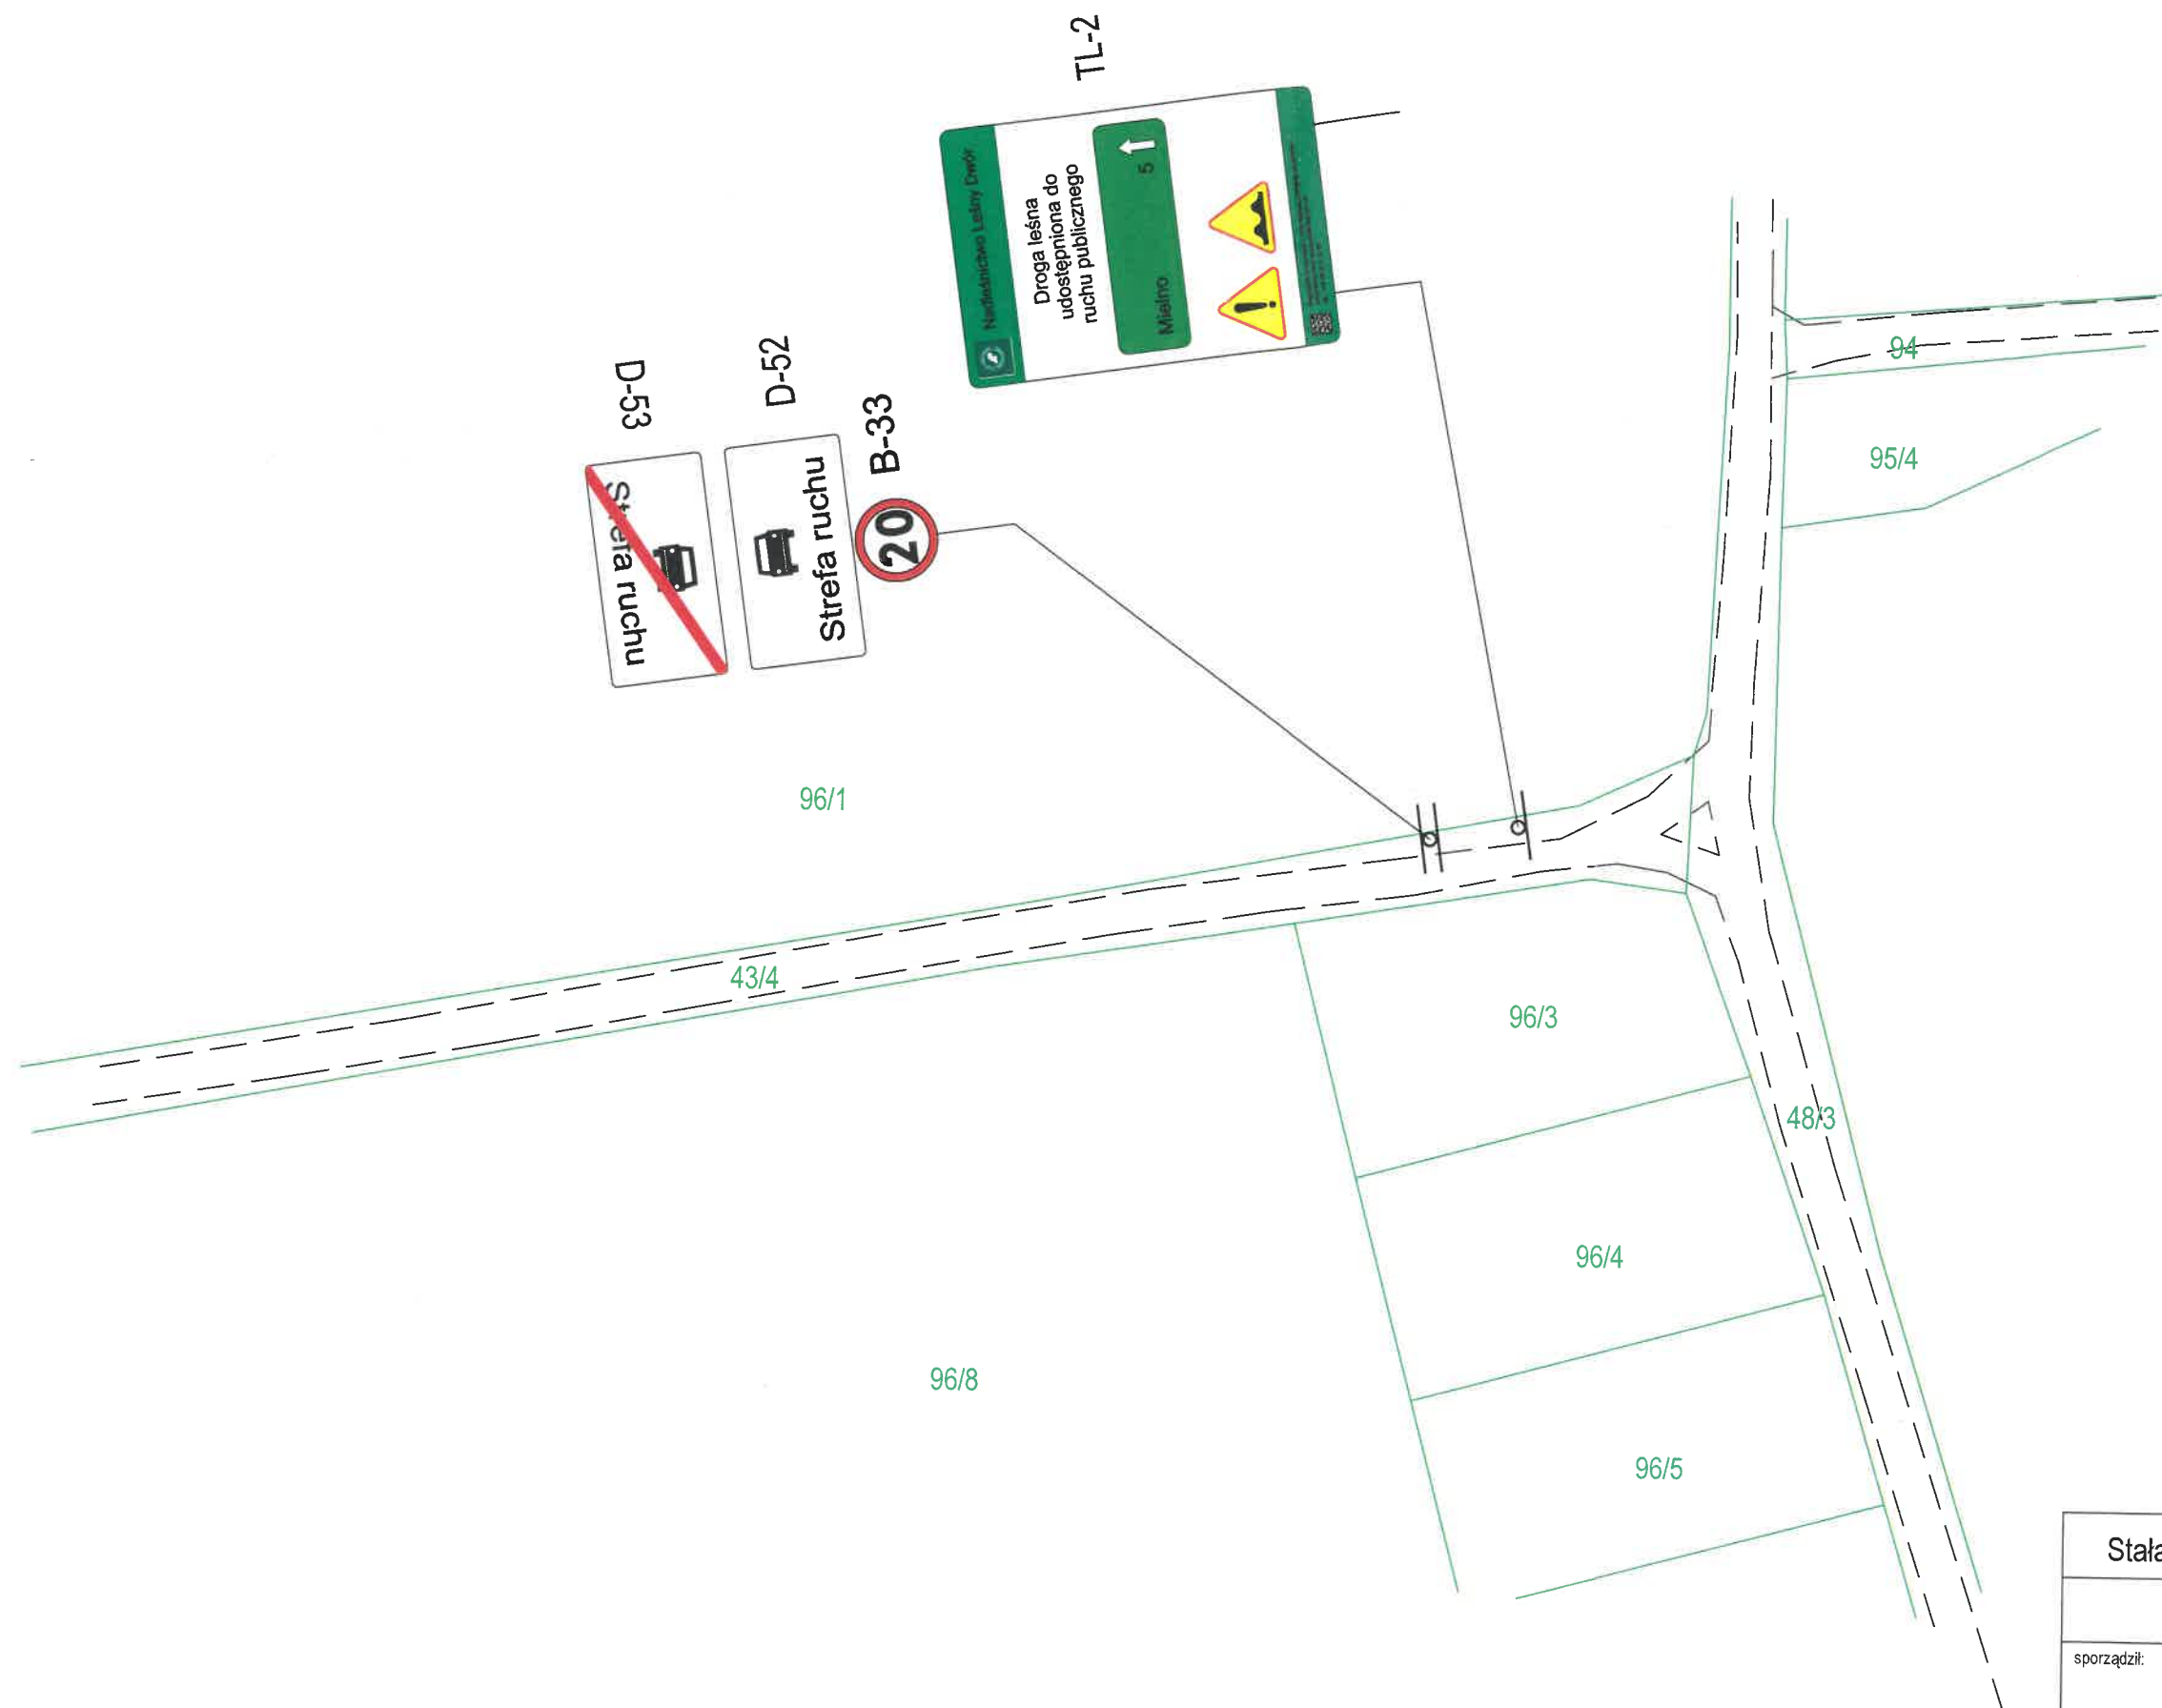 TL-2
Nadleśnictwo Leśny Dwór
Droga leśna
udostępniona do
ruchu publicznego
Mielno 5
D-53
Strefa ruchu
D-52
Strefa ruchu
B-33
20
94
95/4
96/1
43/4
96/3
48/3
96/4
96/8
96/5
Stała
sporządził: